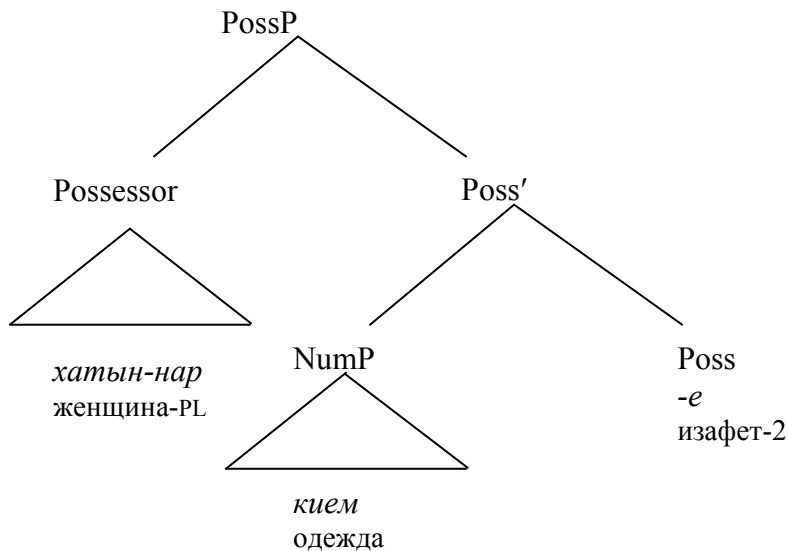 PossP
Possessor
Poss′
хатын-нар
женщина-PL
NumP
Poss
-е
изафет-2
кием
одежда